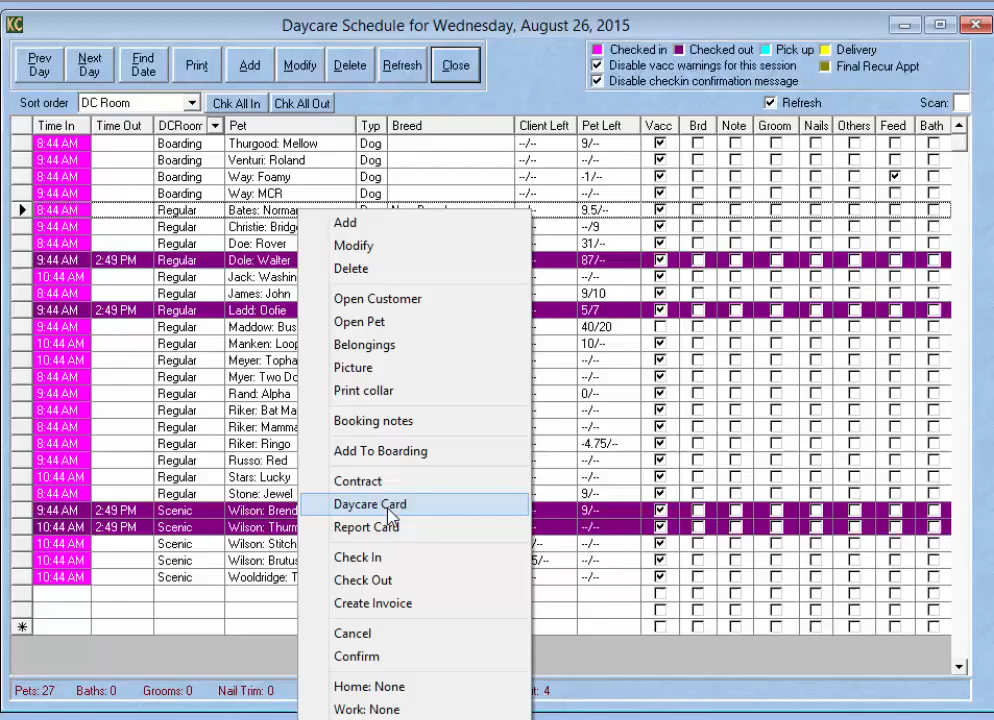 KC Daycare Schedule for Wednesday, August 26, 2015
Prev Day Next Day Find Date Print Add Modify Delete Refresh Close
Checked in Checked out Pick up Delivery
Disable vacc warnings for this session Final Recur Appt
Disable checkin confirmation message
Sort order DC Room Chk All In Chk All Out Refresh Scan:
Time In Time Out DCRoom Pet Typ Breed Client Left Pet Left Vacc Brd Note Groom Nails Others Feed Bath
8:44 AM Boarding Thurgood: Mellow Dog --/-- 9/--
9:44 AM Boarding Venturi: Roland Dog --/-- --/--
8:44 AM Boarding Way: Foamy Dog --/-- -1/--
9:44 AM Boarding Way: MCR Dog --/-- --/--
8:44 AM Regular Bates: Norman 9.5/--
9:44 AM Regular Christie: Bridg --/9
8:44 AM Regular Doe: Rover 31/--
9:44 AM 2:49 PM Regular Dole: Walter 87/--
10:44 AM Regular Jack: Washin --/--
8:44 AM Regular James: John 9/10
9:44 AM 2:49 PM Regular Ladd: Oofie 5/7
9:44 AM Regular Maddow: Bus 40/20
10:44 AM Regular Manken: Loop 10/--
10:44 AM Regular Meyer: Topha --/--
8:44 AM Regular Myer: Two Do --/--
9:44 AM Regular Rand: Alpha 0/--
8:44 AM Regular Riker: Bat Ma --/--
8:44 AM Regular Riker: Mamma --/--
8:44 AM Regular Riker: Ringo -4.75/--
9:44 AM Regular Russo: Red --/--
10:44 AM Regular Stars: Lucky --/--
8:44 AM Regular Stone: Jewel 9/--
9:44 AM 2:49 PM Scenic Wilson: Brend 9/--
10:44 AM 2:49 PM Scenic Wilson: Thum --/--
10:44 AM Scenic Wilson: Stitch --/--
10:44 AM Scenic Wilson: Brutus 5/-- --/--
10:44 AM Scenic Wooldridge: T --/--
Add
Modify
Delete
Open Customer
Open Pet
Belongings
Picture
Print collar
Booking notes
Add To Boarding
Contract
Daycare Card
Report Card
Check In
Check Out
Create Invoice
Cancel
Confirm
Home: None
Work: None
Pets: 27 Baths: 0 Grooms: 0 Nail Trim: 0 ut: 4